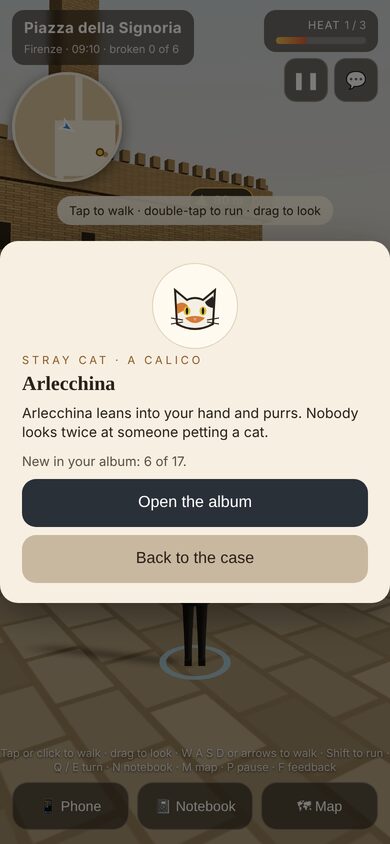 Piazza della Signoria
Firenze · 09:10 · broken 0 of 6
HEAT 1 / 3
Tap to walk · double-tap to run · drag to look
STRAY CAT · A CALICO
Arlecchina
Arlecchina leans into your hand and purrs. Nobody
looks twice at someone petting a cat.
New in your album: 6 of 17.
Open the album
Back to the case
Tap or click to walk · drag to look · W A S D or arrows to walk · Shift to run ·
Q / E turn · N notebook · M map · P pause · F feedback
Phone
Notebook
Map